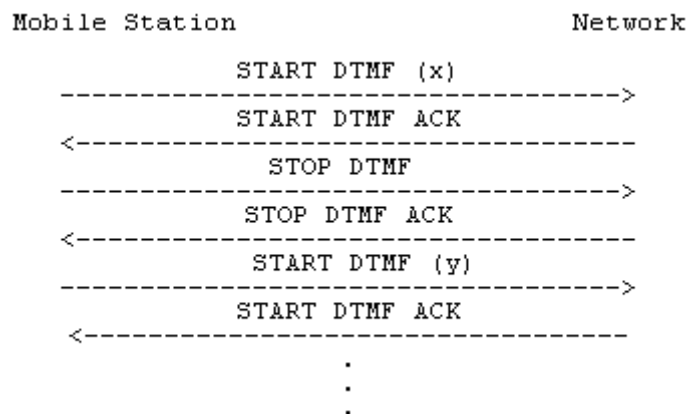 Mobile Station Network
START DTMF (x)
------------------------------------>
START DTMF ACK
<------------------------------------
STOP DTMF
------------------------------------>
STOP DTMF ACK
<------------------------------------
START DTMF (y)
------------------------------------>
START DTMF ACK
<-----------------------------------
.
.
.